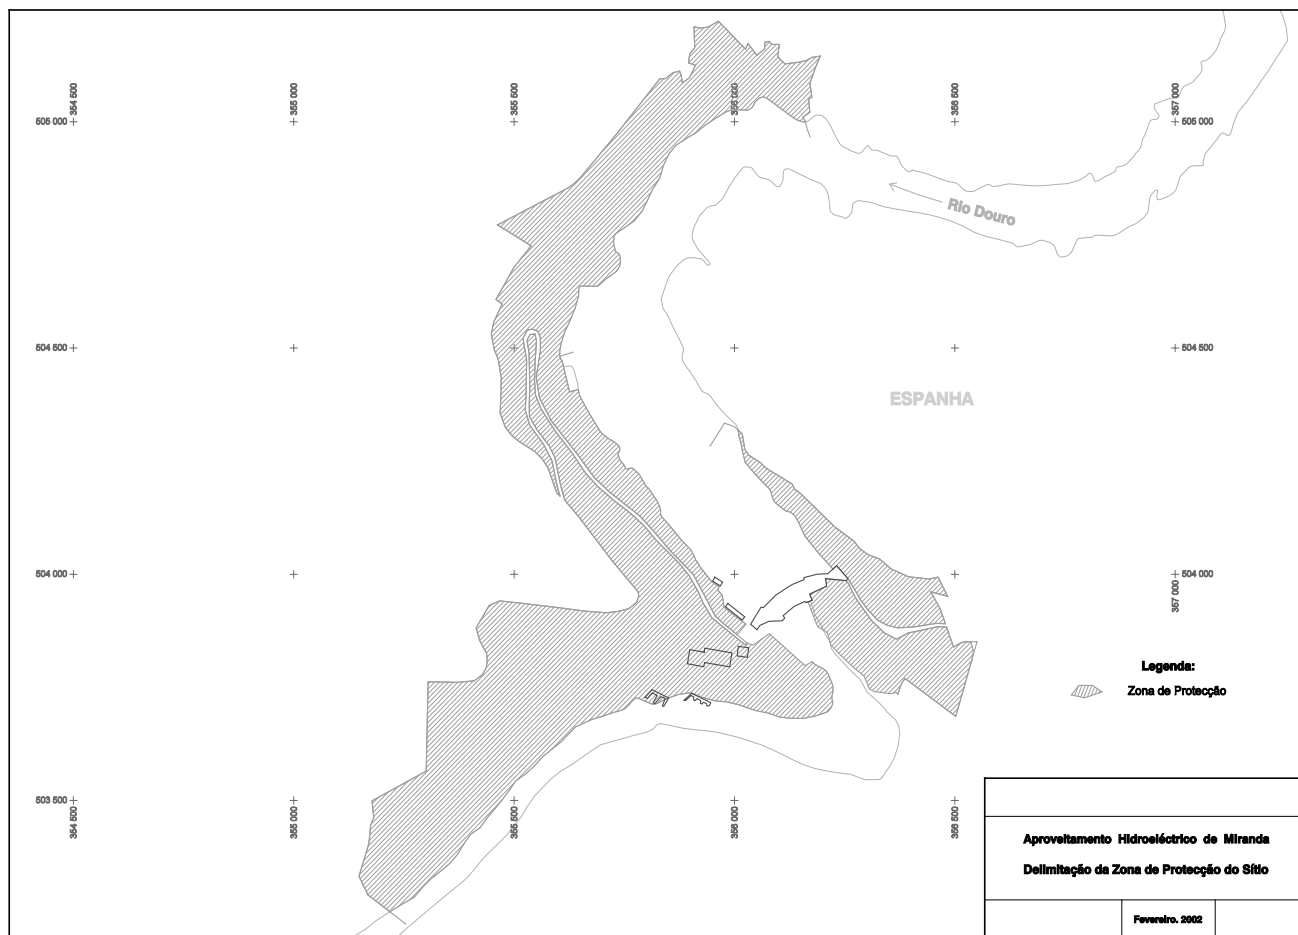 354 500
355 000
355 500
356 000
356 500
357 000
505 000
505 000
Rio Douro
504 500
504 500
ESPANHA
504 000
504 000
357 000
Legenda:
Zona de Protecção
503 500
354 500
355 000
355 500
356 000
356 500
Aproveitamento Hidroeléctrico de Miranda
Delimitação da Zona de Protecção do Sítio
Fevereiro. 2002